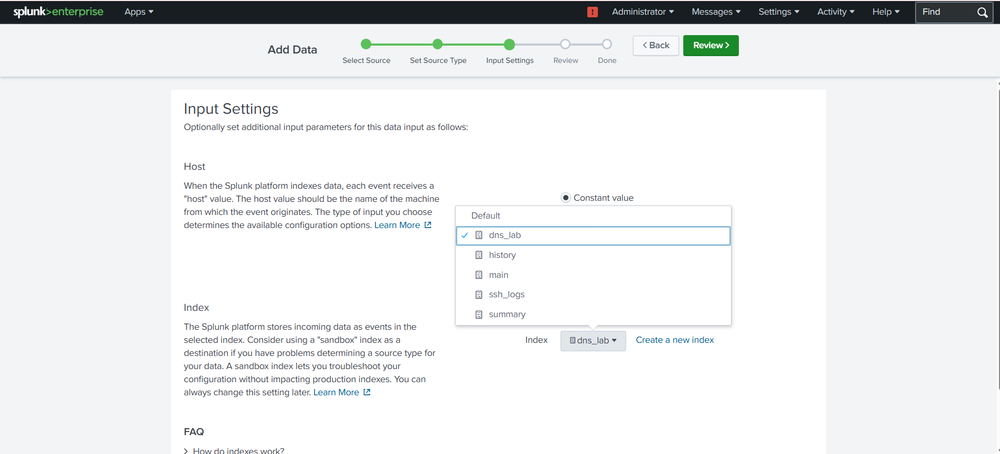 splunk>enterprise Apps Administrator Messages Settings Activity Help Find
Add Data
Select Source Set Source Type Input Settings Review Done
Back Review
Input Settings
Optionally set additional input parameters for this data input as follows:
Host
When the Splunk platform indexes data, each event receives a
"host" value. The host value should be the name of the machine
from which the event originates. The type of input you choose
determines the available configuration options. Learn More
Constant value
Default
dns_lab
history
main
ssh_logs
summary
Index
The Splunk platform stores incoming data as events in the
selected index. Consider using a "sandbox" index as a
destination if you have problems determining a source type for
your data. A sandbox index lets you troubleshoot your
configuration without impacting production indexes. You can
always change this setting later. Learn More
Index dns_lab Create a new index
FAQ
How do indexes work?